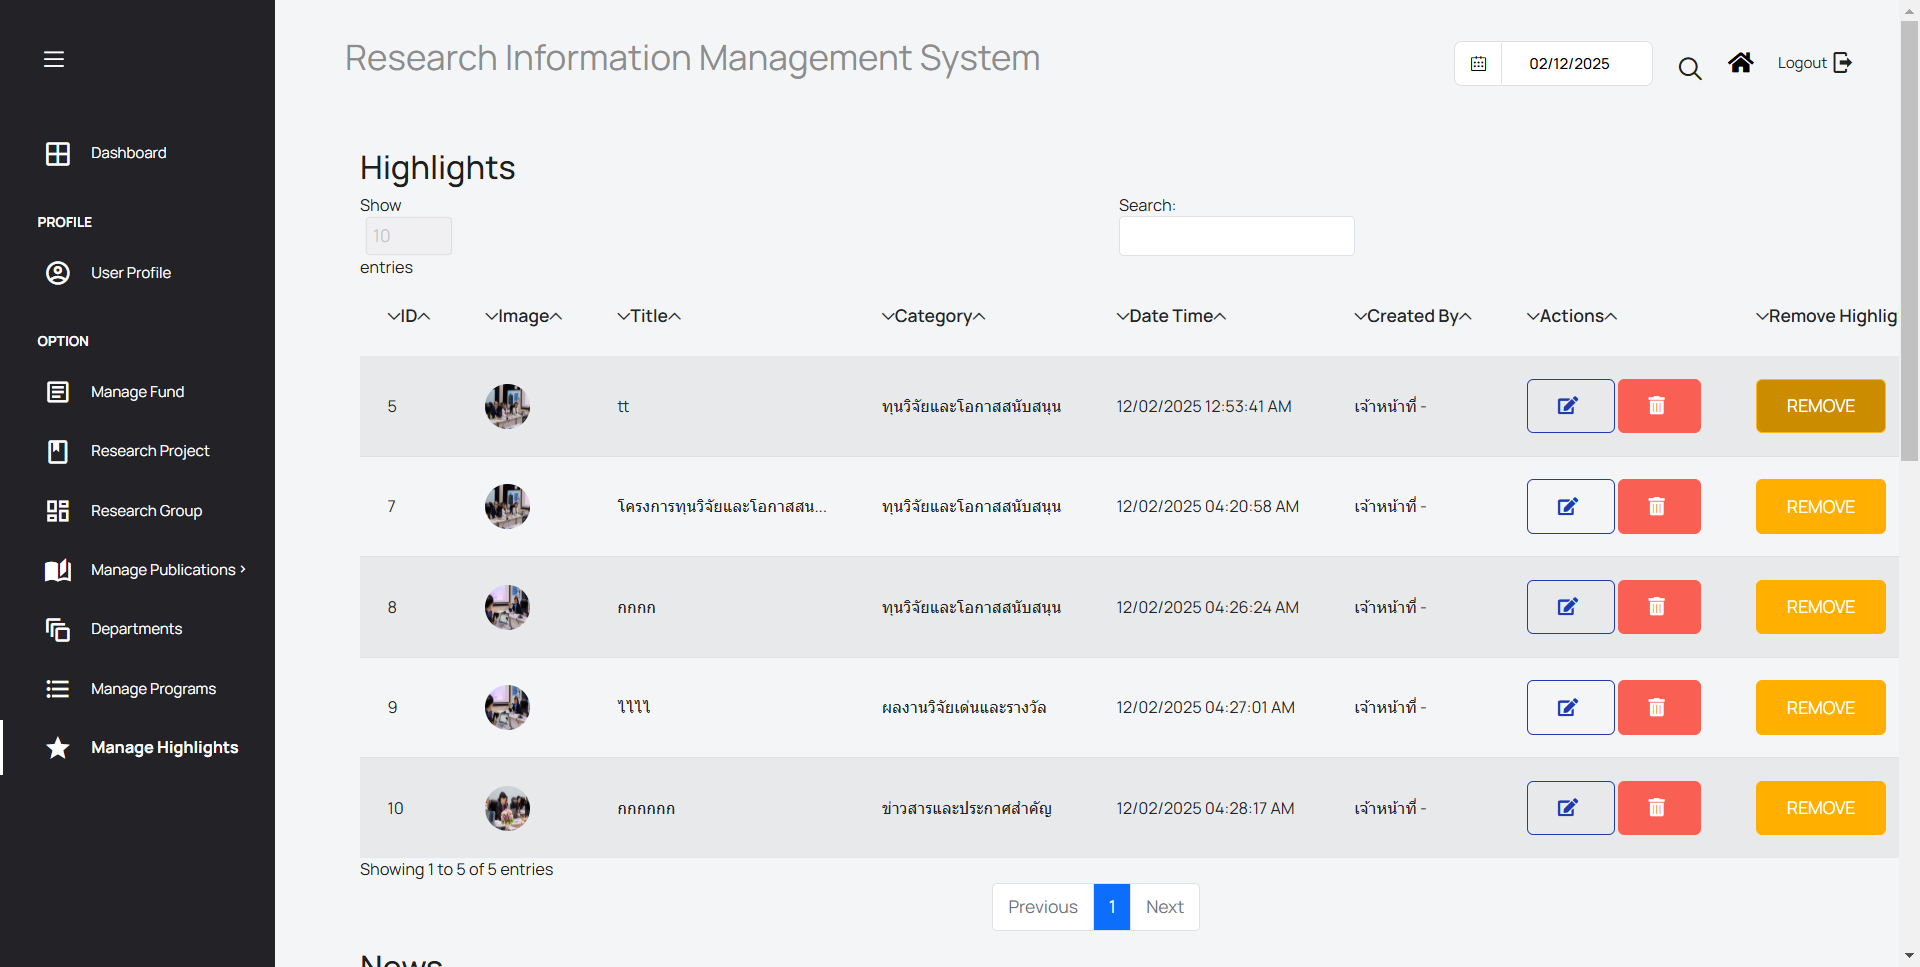 Research Information Management System
02/12/2025
Logout
Dashboard
PROFILE
User Profile
OPTION
Manage Fund
Research Project
Research Group
Manage Publications
Departments
Manage Programs
Manage Highlights
Highlights
Show
10
entries
Search:
ID Image Title Category Date Time Created By Actions Remove Highlig
5 tt ทุนวิจัยและโอกาสสนับสนุน 12/02/2025 12:53:41 AM เจ้าหน้าที่ - REMOVE
7 โครงการทุนวิจัยและโอกาสสน... ทุนวิจัยและโอกาสสนับสนุน 12/02/2025 04:20:58 AM เจ้าหน้าที่ - REMOVE
8 กกกก ทุนวิจัยและโอกาสสนับสนุน 12/02/2025 04:26:24 AM เจ้าหน้าที่ - REMOVE
9 ไไไไ ผลงานวิจัยเด่นและรางวัล 12/02/2025 04:27:01 AM เจ้าหน้าที่ - REMOVE
10 กกกกกก ข่าวสารและประกาศสำคัญ 12/02/2025 04:28:17 AM เจ้าหน้าที่ - REMOVE
Showing 1 to 5 of 5 entries
Previous 1 Next
News